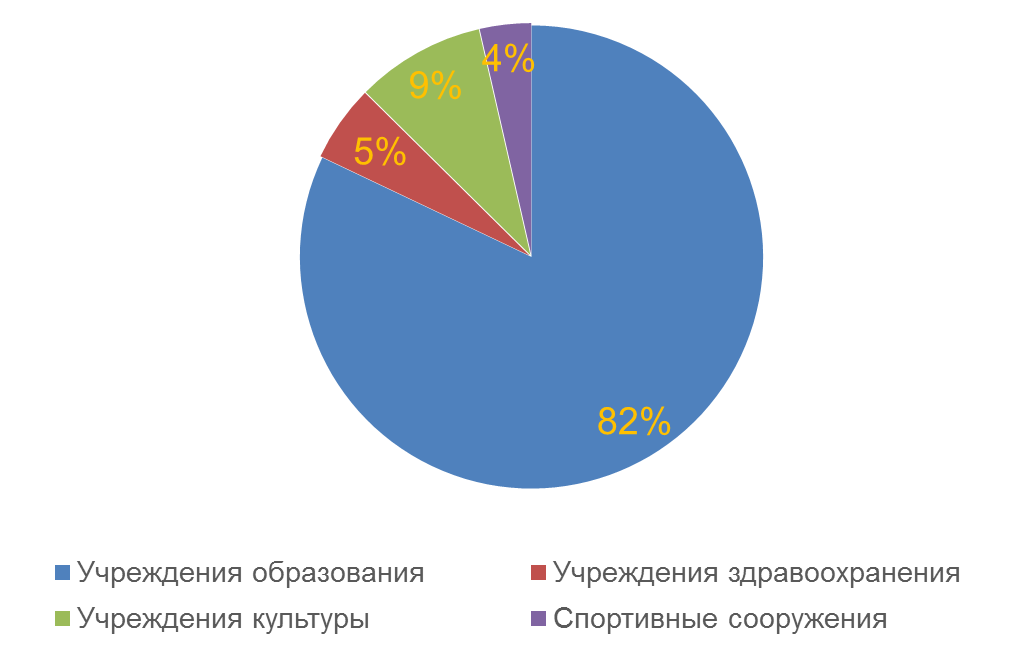 4%
9%
5%
82%
Учреждения образования
Учреждения здравоохранения
Учреждения культуры
Спортивные сооружения